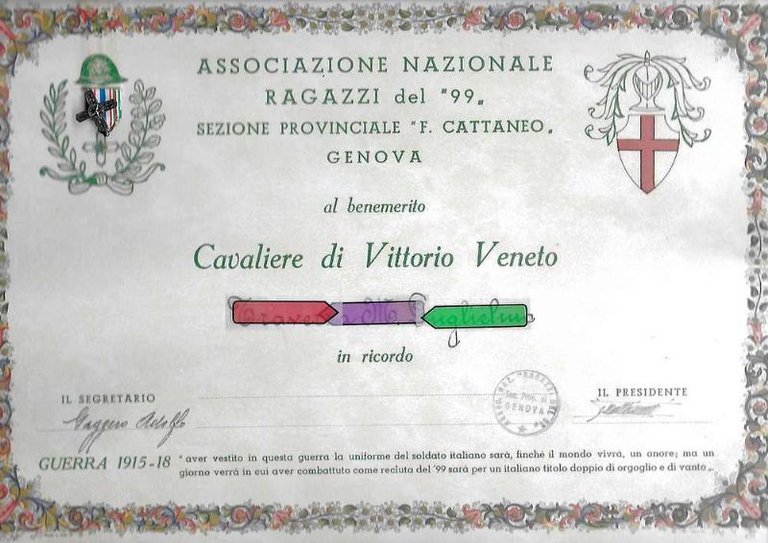 ASSOCIAZIONE NAZIONALE
RAGAZZI del "99„
SEZIONE PROVINCIALE "F. CATTANEO„
GENOVA
al benemerito
Cavaliere di Vittorio Veneto
Guglielmo
in ricordo
IL SEGRETARIO
Gaggero Adolfo
GENOVA
IL PRESIDENTE
GUERRA 1915-18
"aver vestito in questa guerra la uniforme del soldato italiano sarà, finchè il mondo vivrà, un onore; ma un
giorno verrà in cui aver combattuto come recluta del '99 sarà per un italiano titolo doppio di orgoglio e di vanto„.